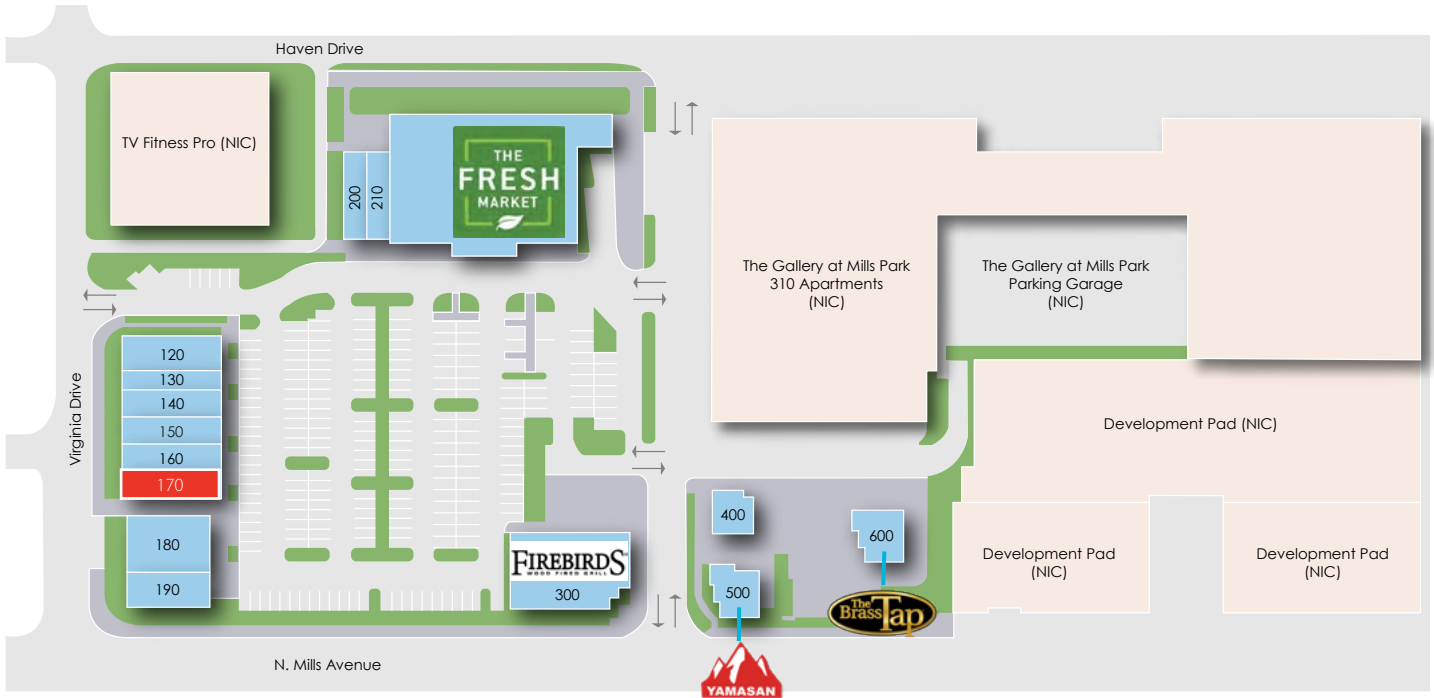 Haven Drive
TV Fitness Pro (NIC)
200
210
THE
FRESH
MARKET
The Gallery at Mills Park
310 Apartments
(NIC)
The Gallery at Mills Park
Parking Garage
(NIC)
Virginia Drive
120
130
140
150
160
170
180
190
Development Pad (NIC)
400
600
500
FIREBIRDS
WOOD FIRED GRILL
300
Development Pad
(NIC)
Development Pad
(NIC)
The
Brass Tap
N. Mills Avenue
YAMASAN